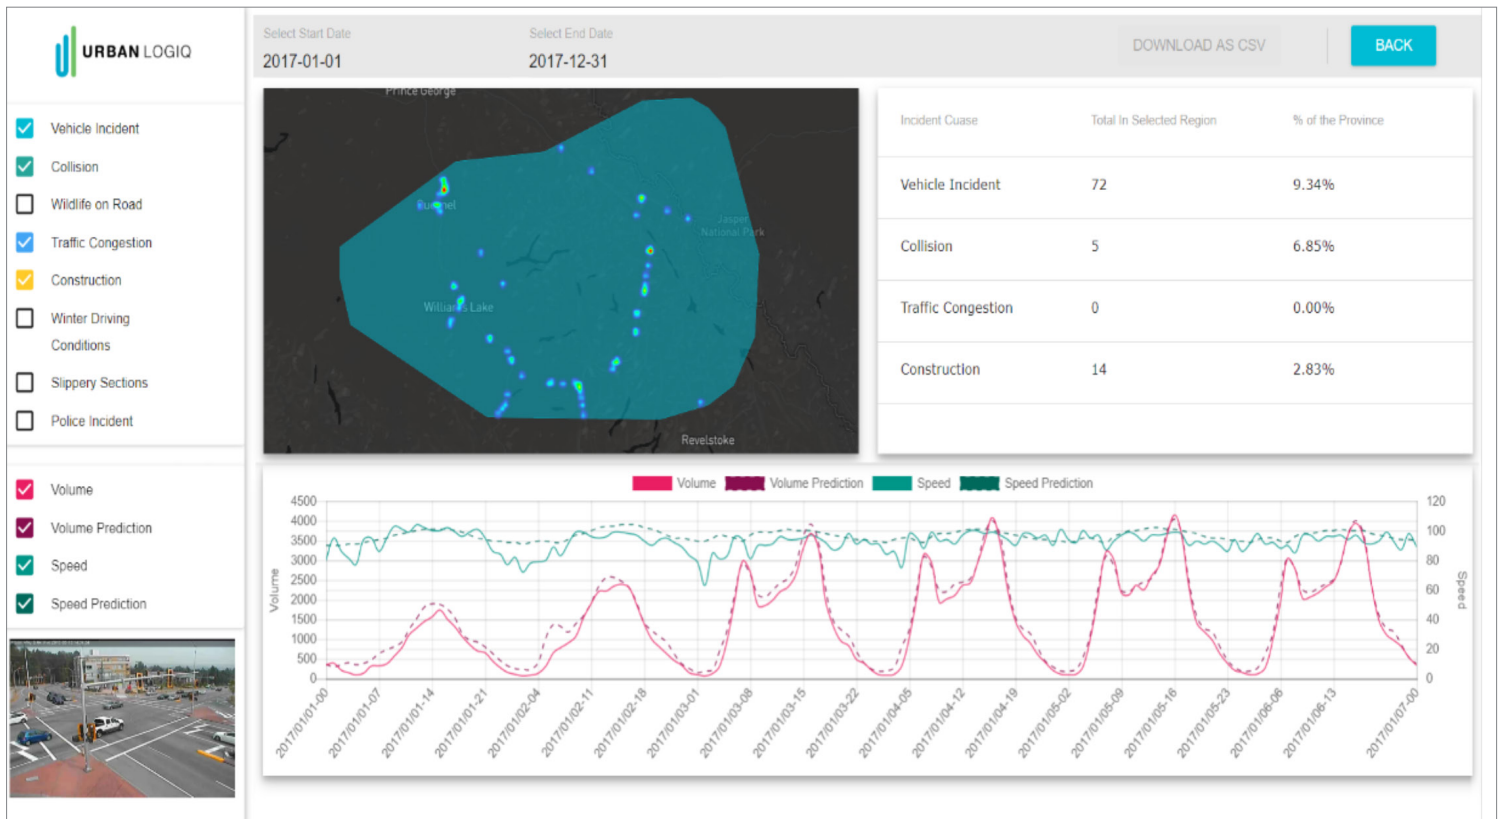 URBAN LOGIQ
Select Start Date
2017-01-01
Select End Date
2017-12-31
DOWNLOAD AS CSV
BACK
Vehicle Incident
Collision
Wildlife on Road
Traffic Congestion
Construction
Winter Driving
Conditions
Slippery Sections
Police Incident
Volume
Volume Prediction
Speed
Speed Prediction
Prince George
Quesnel
Jasper
National Park
Williams Lake
Revelstoke
Incident Cuase Total In Selected Region % of the Province
Vehicle Incident 72 9.34%
Collision 5 6.85%
Traffic Congestion 0 0.00%
Construction 14 2.83%
Volume Volume Prediction Speed Speed Prediction
4500
4000
3500
3000
2500
2000
1500
1000
500
0
Volume
120
100
80
60
40
20
0
Speed
2017/01/01-00
2017/01/01-07
2017/01/01-14
2017/01/01-21
2017/01/02-04
2017/01/02-11
2017/01/02-18
2017/01/03-01
2017/01/03-08
2017/01/03-15
2017/01/03-22
2017/01/04-05
2017/01/04-12
2017/01/04-19
2017/01/05-02
2017/01/05-09
2017/01/05-16
2017/01/05-23
2017/01/06-06
2017/01/06-13
2017/01/07-00